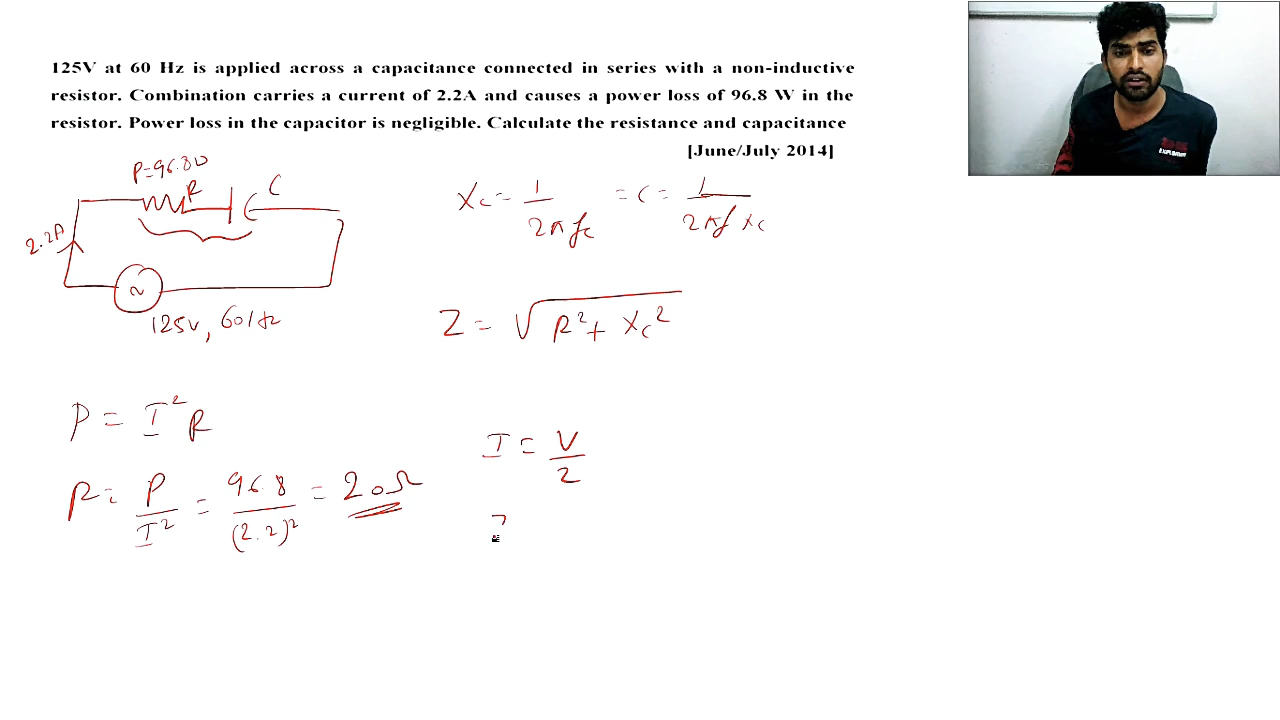 125V at 60 Hz is applied across a capacitance connected in series with a non-inductive
resistor. Combination carries a current of 2.2A and causes a power loss of 96.8 W in the
resistor. Power loss in the capacitor is negligible. Calculate the resistance and capacitance
[June/July 2014]
P=96.8W
R C
2.2A
~
125V, 60Hz
Xc = 1/2πfc = C = 1/2πf Xc
Z = √R²+ Xc²
P = I²R
R = P/I² = 96.8/(2.2)² = 20Ω
I = V/Z